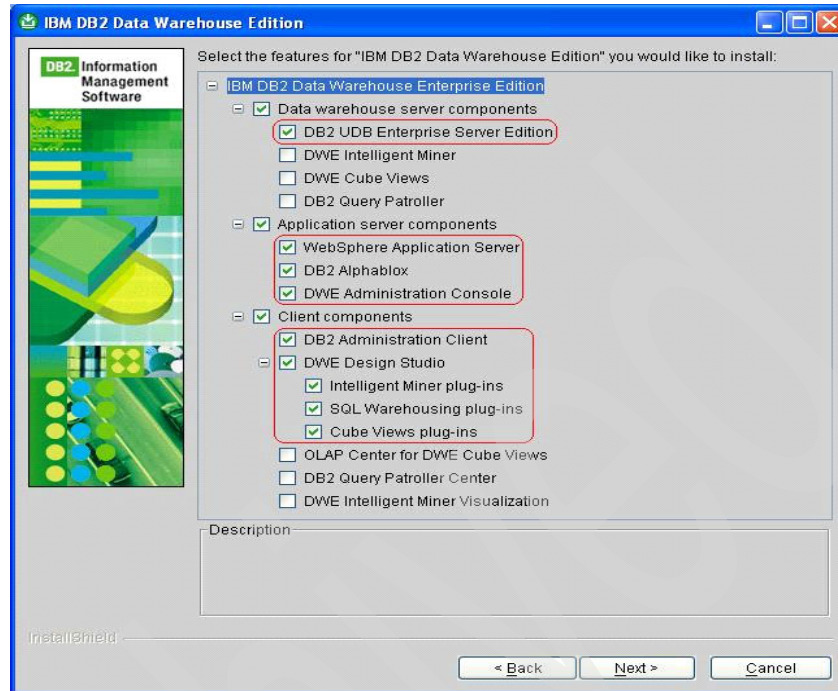 IBM DB2 Data Warehouse Edition
DB2. Information
Management
Software
Select the features for "IBM DB2 Data Warehouse Edition" you would like to install:
IBM DB2 Data Warehouse Enterprise Edition
Data warehouse server components
DB2 UDB Enterprise Server Edition
DWE Intelligent Miner
DWE Cube Views
DB2 Query Patroller
Application server components
WebSphere Application Server
DB2 Alphablox
DWE Administration Console
Client components
DB2 Administration Client
DWE Design Studio
Intelligent Miner plug-ins
SQL Warehousing plug-ins
Cube Views plug-ins
OLAP Center for DWE Cube Views
DB2 Query Patroller Center
DWE Intelligent Miner Visualization
Description
InstallShield
< Back Next > Cancel